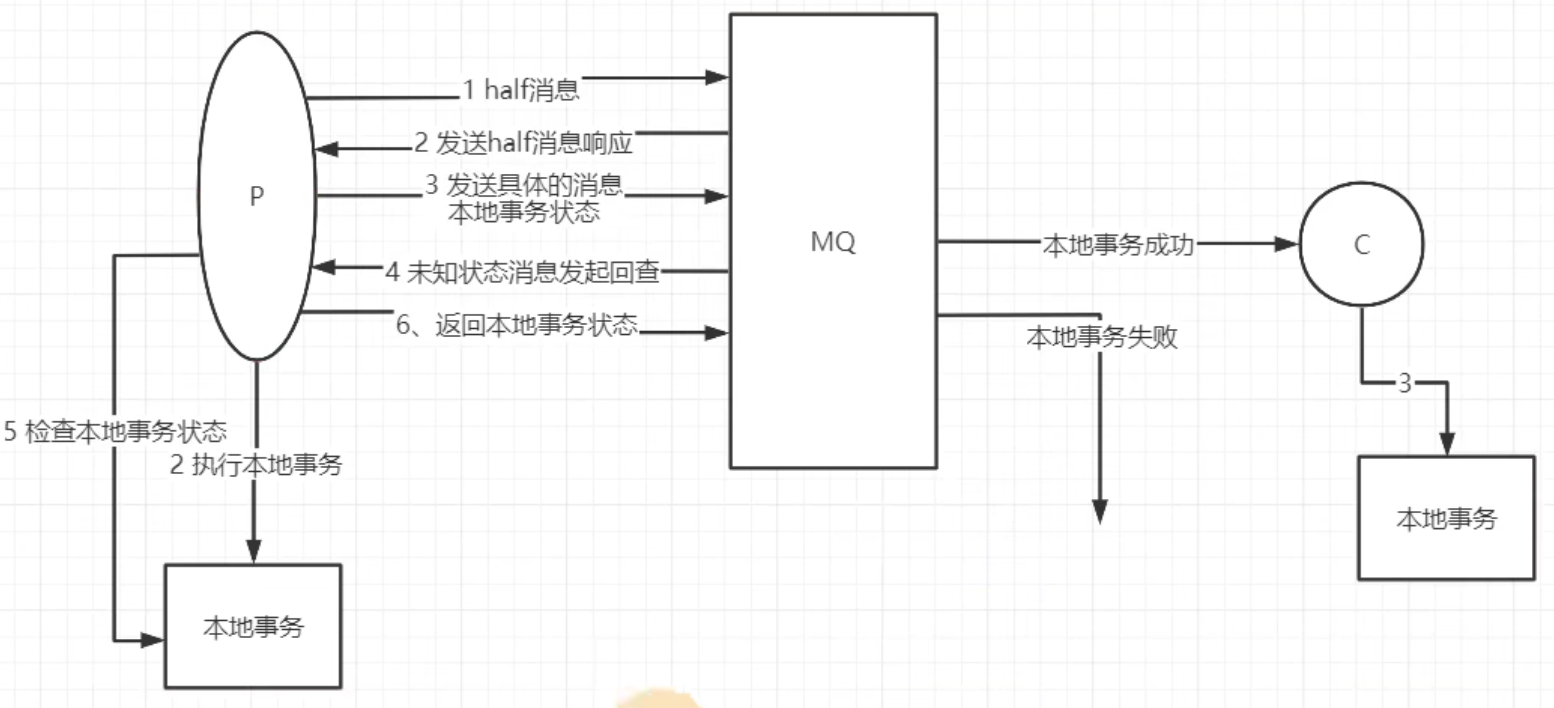 1 half消息
2 发送half消息响应
3 发送具体的消息
本地事务状态
P
MQ
本地事务成功
C
4 未知状态消息发起回查
6、返回本地事务状态
本地事务失败
3
5 检查本地事务状态
2 执行本地事务
本地事务
本地事务